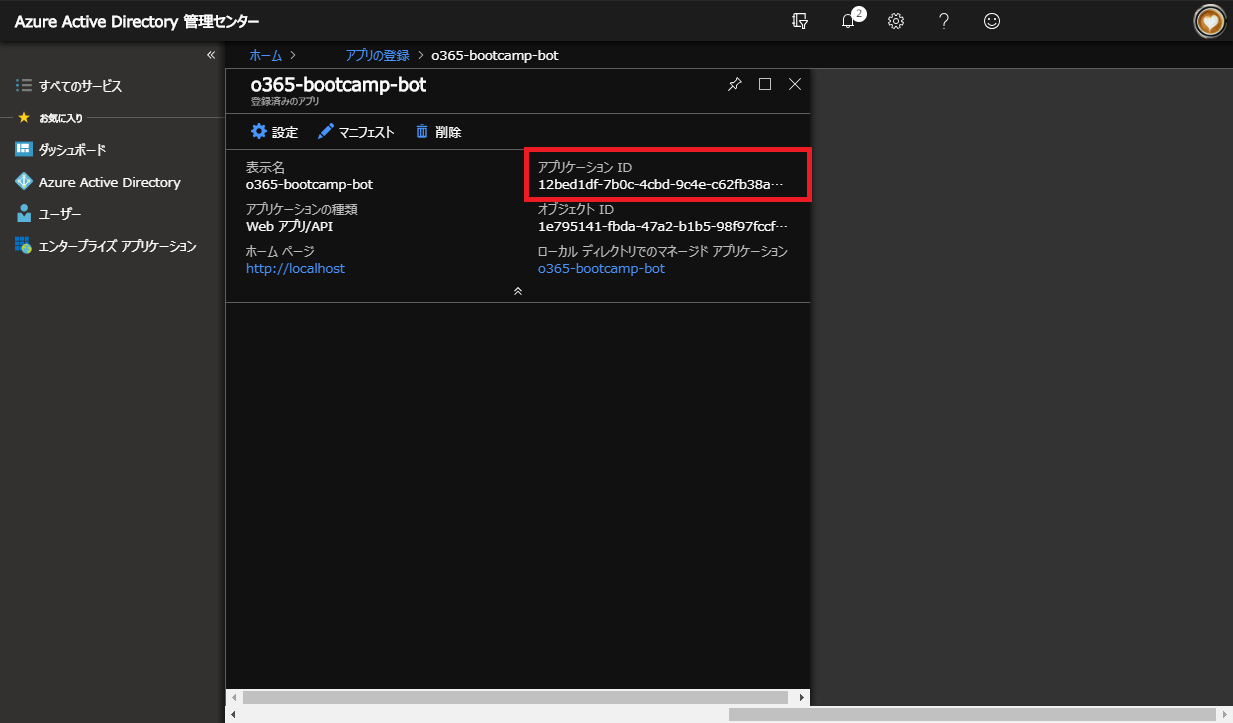 Azure Active Directory 管理センター
2
«
ホーム > アプリの登録 > o365-bootcamp-bot
すべてのサービス
お気に入り
ダッシュボード
Azure Active Directory
ユーザー
エンタープライズ アプリケーション
o365-bootcamp-bot
登録済みのアプリ
設定 マニフェスト 削除
表示名
o365-bootcamp-bot
アプリケーションの種類
Web アプリ/API
ホーム ページ
http://localhost
アプリケーション ID
12bed1df-7b0c-4cbd-9c4e-c62fb38a···
オブジェクト ID
1e795141-fbda-47a2-b1b5-98f97fccf···
ローカル ディレクトリでのマネージド アプリケーション
o365-bootcamp-bot